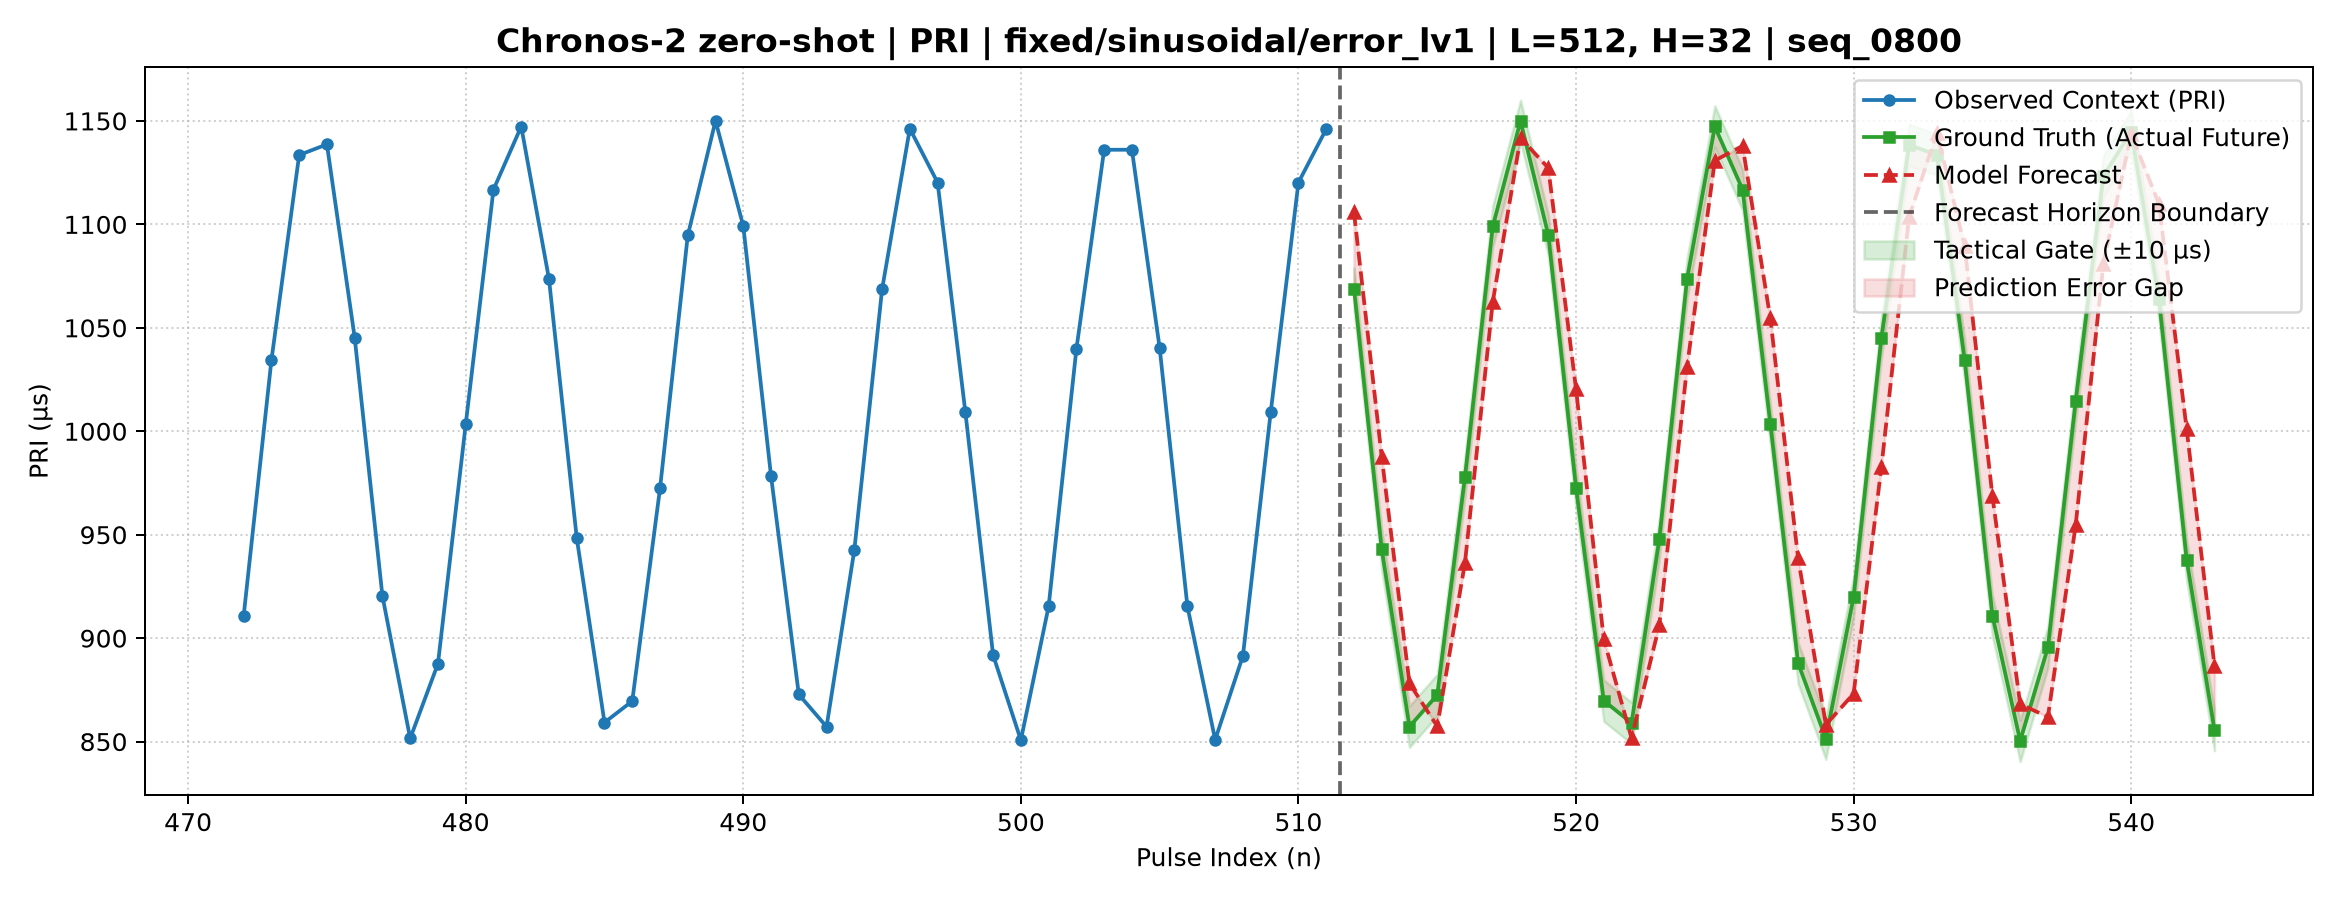 Chronos-2 zero-shot | PRI | fixed/sinusoidal/error_lv1 | L=512, H=32 | seq_0800
PRI (µs)
1150
1100
1050
1000
950
900
850
Observed Context (PRI)
Ground Truth (Actual Future)
Model Forecast
Forecast Horizon Boundary
Tactical Gate (±10 µs)
Prediction Error Gap
470 480 490 500 510 520 530 540
Pulse Index (n)